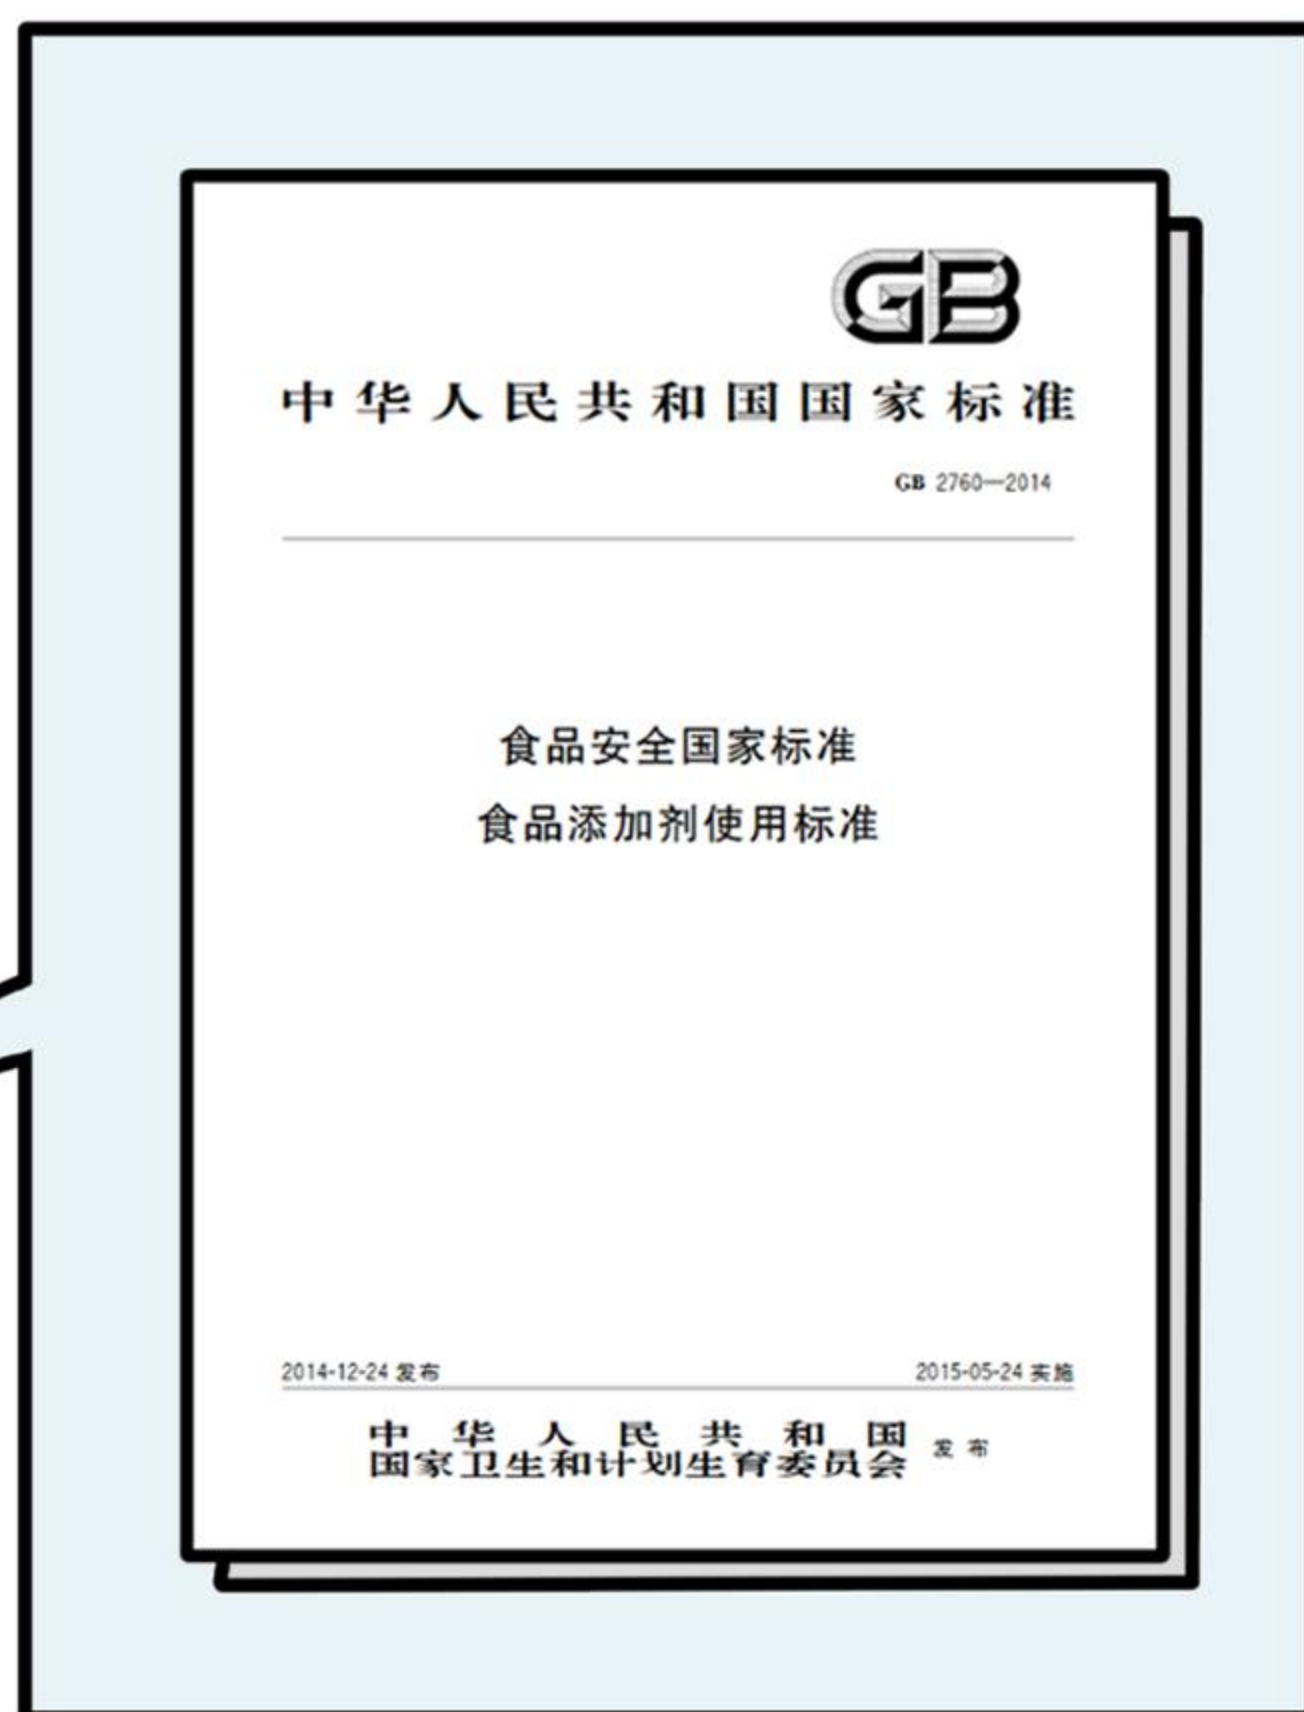 GB
中华人民共和国国家标准
GB 2760—2014
食品安全国家标准
食品添加剂使用标准
2014-12-24 发布
2015-05-24 实施
中华人民共和国
国家卫生和计划生育委员会 发布